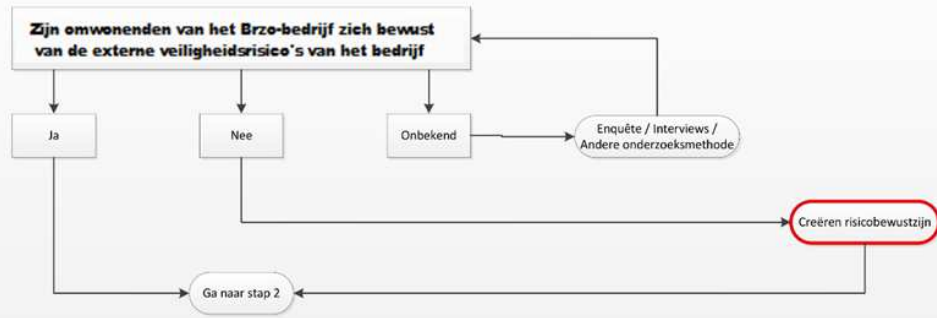 Zijn omwonenden van het Brzo-bedrijf zich bewust
van de externe veiligheidsrisico's van het bedrijf
Ja
Nee
Onbekend
Enquête / Interviews /
Andere onderzoeksmethode
Creëren risicobewustzijn
Ga naar stap 2